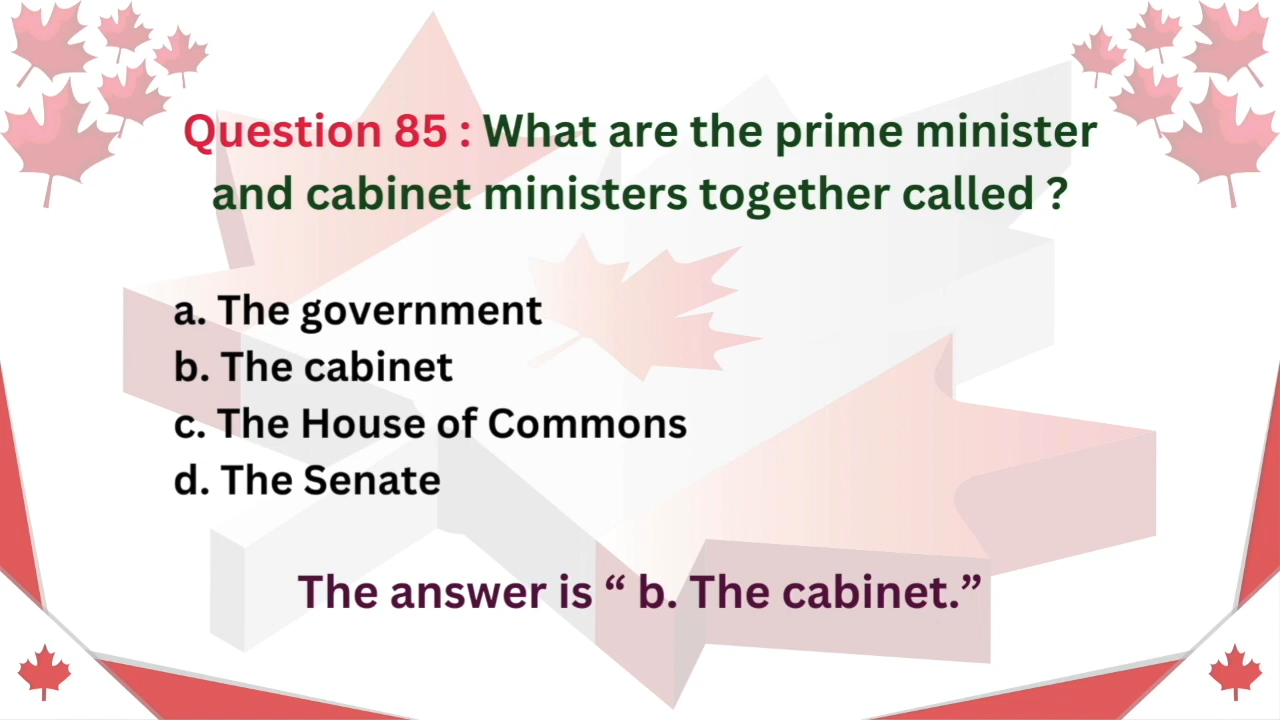 Question 85 : What are the prime minister
and cabinet ministers together called ?
a. The government
b. The cabinet
c. The House of Commons
d. The Senate
The answer is “ b. The cabinet.”